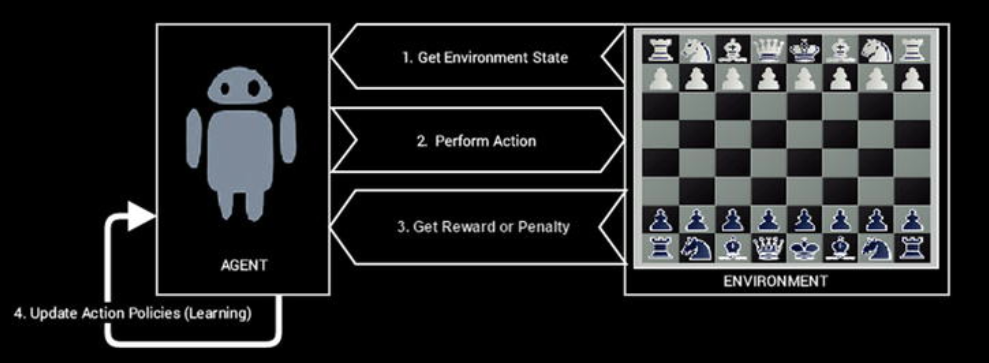 1. Get Environment State
2. Perform Action
3. Get Reward or Penalty
AGENT
ENVIRONMENT
4. Update Action Policies (Learning)